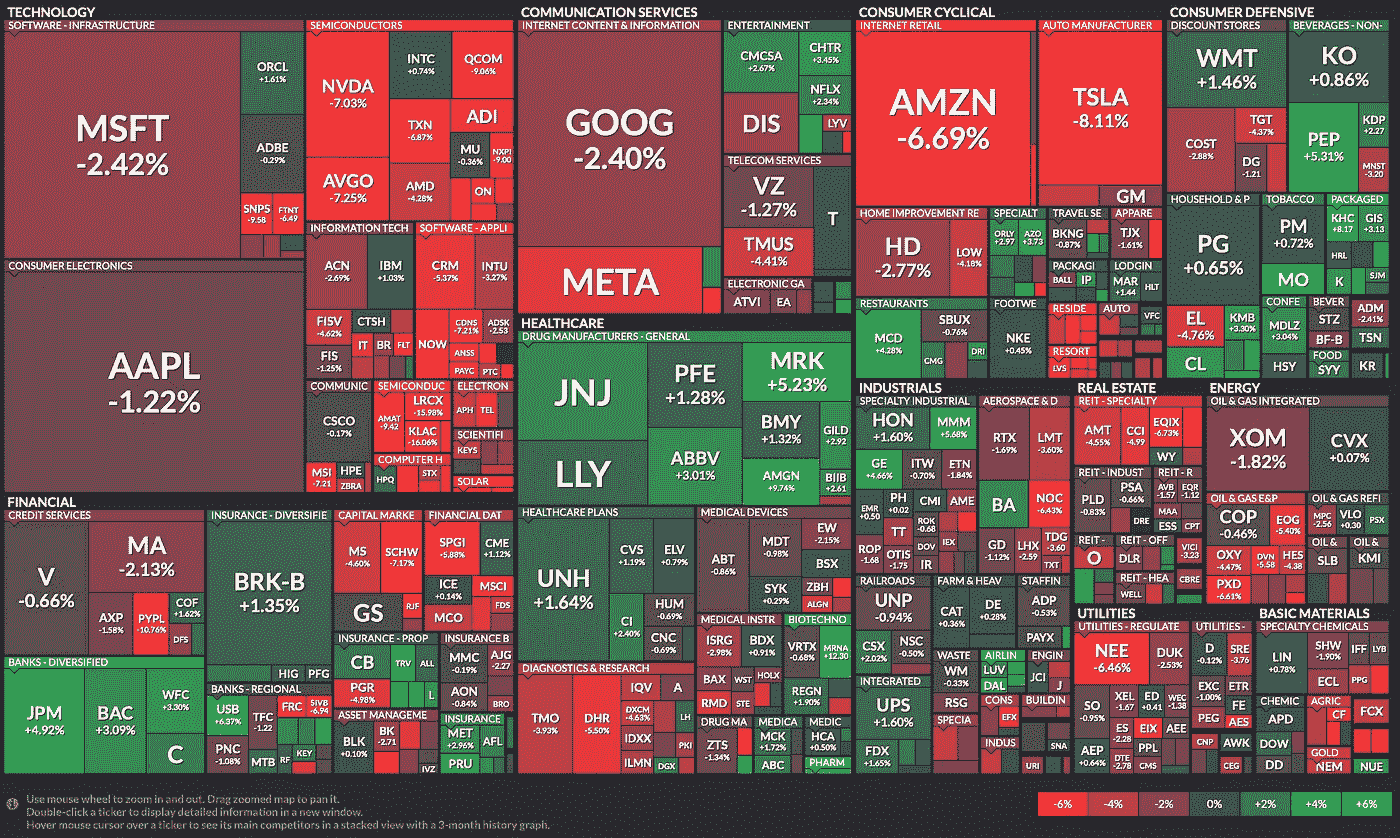 TECHNOLOGY
SOFTWARE - INFRASTRUCTURE
MSFT
-2.42%
ORCL
+1.61%
ADBE
-0.29%
SNPS
-9.58
FTNT
-6.49
SEMICONDUCTORS
NVDA
-7.03%
INTC
+0.74%
QCOM
-9.06%
TXN
-6.87%
ADI
MU
-0.36%
NXPI
-9.00
AVGO
-7.25%
AMD
-4.28%
ON
CONSUMER ELECTRONICS
AAPL
-1.22%
INFORMATION TECH
ACN
-2.69%
IBM
+1.03%
FISV
-4.62%
CTSH
FIS
-1.25%
IT
BR
FLT
SOFTWARE - APPLI
CRM
-5.37%
INTU
-3.27%
NOW
CDNS
-7.21%
ADSK
-2.53
ANSS
PAYC
PTC
COMMUNIC
CSCO
-0.17%
MSI
-7.21
HPE
ZBRA
SEMICONDUC
AMAT
-9.42
LRCX
-15.98%
KLAC
-16.06%
COMPUTER H
HPQ
STX
ELECTRON
APH
TEL
SCIENTIFI
KEYS
SOLAR
COMMUNICATION SERVICES
INTERNET CONTENT & INFORMATION
GOOG
-2.40%
META
ENTERTAINMENT
CMCSA
+2.67%
CHTR
+3.45%
NFLX
+2.34%
DIS
LYV
TELECOM SERVICES
VZ
-1.27%
T
TMUS
-4.41%
ELECTRONIC GA
ATVI
EA
CONSUMER CYCLICAL
INTERNET RETAIL
AMZN
-6.69%
AUTO MANUFACTURER
TSLA
-8.11%
GM
HOME IMPROVEMENT RE
HD
-2.77%
LOW
-4.18%
SPECIALT
ORLY
+2.97
AZO
+3.73
TRAVEL SE
BKNG
-0.87%
APPARE
TJX
-1.61%
PACKAGI
BALL
IP
LODGIN
MAR
+1.44
HLT
RESTAURANTS
MCD
+4.28%
SBUX
-0.76%
CMG
DRI
FOOTWE
NKE
+0.45%
RESIDE
AUTO
VFC
RESORT
LVS
CONSUMER DEFENSIVE
DISCOUNT STORES
WMT
+1.46%
COST
-2.88%
TGT
-4.37%
DG
-1.21
BEVERAGES - NON-
KO
+0.86%
PEP
+5.31%
KDP
+2.27
MNST
-3.20
HOUSEHOLD & P
PG
+0.65%
EL
-4.76%
KMB
+3.30%
CL
TOBACCO
PM
+0.72%
MO
PACKAGED
KHC
+8.17
GIS
+3.13
HRL
K
SJM
CONFE
MDLZ
+3.04%
HSY
BEVER
STZ
BF-B
FOOD
SYY
ADM
-2.41%
TSN
KR
HEALTHCARE
DRUG MANUFACTURERS - GENERAL
JNJ
LLY
PFE
+1.28%
ABBV
+3.01%
MRK
+5.23%
BMY
+1.32%
GILD
+2.92
AMGN
+9.74%
BIIB
+2.61
HEALTHCARE PLANS
UNH
+1.64%
CVS
+1.19%
ELV
+0.79%
CI
+2.40%
HUM
-0.69%
CNC
-0.69%
MEDICAL DEVICES
ABT
-0.86%
MDT
-0.98%
EW
-2.15%
BSX
SYK
+0.29%
ZBH
ALGN
MEDICAL INSTR
ISRG
-2.98%
BDX
+0.91%
BAX
WST
HOLX
RMD
STE
BIOTECHNO
VRTX
-0.68%
MRNA
+12.30
REGN
+1.90%
DIAGNOSTICS & RESEARCH
TMO
-3.93%
DHR
-5.50%
IQV
A
DXCM
-4.63%
LH
IDXX
PKI
ILMN
DGX
DRUG MA
ZTS
-1.34%
MEDICA
MCK
+1.72%
ABC
MEDIC
HCA
+0.50%
PHARM
FINANCIAL
CREDIT SERVICES
V
-0.66%
MA
-2.13%
AXP
-1.58%
PYPL
-10.76%
COF
+1.62%
DFS
BANKS - DIVERSIFIED
JPM
+4.92%
BAC
+3.09%
WFC
+3.30%
C
INSURANCE - DIVERSIFIE
BRK-B
+1.35%
HIG
PFG
BANKS - REGIONAL
USB
+6.37%
PNC
-1.08%
TFC
-1.22
MTB
RF
FRC
SIVB
-6.94
KEY
CAPITAL MARKE
MS
-4.60%
SCHW
-7.17%
GS
RJF
FINANCIAL DAT
SPGI
-5.88%
CME
+1.12%
ICE
+0.14%
MSCI
MCO
FDS
INSURANCE - PROP
CB
TRV
ALL
PGR
-4.98%
L
INSURANCE B
MMC
-0.19%
AJG
-2.27
AON
-0.84%
BRO
ASSET MANAGEME
BLK
+0.10%
BK
-2.71
IVZ
INSURANCE
MET
+2.96%
AFL
PRU
INDUSTRIALS
SPECIALTY INDUSTRIAL
HON
+1.60%
MMM
+5.68%
GE
+4.66%
ITW
-0.70%
ETN
-1.84%
EMR
+0.50
PH
+0.02
CMI
AME
TT
ROK
-0.68
IEX
ROP
-1.68
OTIS
-1.75
DOV
IR
AEROSPACE & D
RTX
-1.69%
LMT
-3.60%
BA
NOC
-6.43%
GD
-1.12%
LHX
-2.59
TDG
-3.60
TXT
RAILROADS
UNP
-0.94%
CSX
+2.02%
NSC
-0.50%
FARM & HEAV
CAT
+0.36%
DE
+0.28%
STAFFIN
ADP
-0.53%
PAYX
INTEGRATED
UPS
+1.60%
FDX
+1.65%
WASTE
WM
-0.33%
RSG
AIRLIN
LUV
DAL
ENGIN
JCI
J
SPECIA
CONS
EFX
BUILDIN
INDUS
SNA
URI
REAL ESTATE
REIT - SPECIALTY
AMT
-4.55%
CCI
-4.99
EQIX
-6.73%
WY
REIT - INDUST
PLD
-0.83%
PSA
-0.66%
DRE
REIT - R
AVB
-1.57
EQR
-1.12
MAA
ESS
CPT
REIT -
O
REIT - OFF
DLR
VICI
-3.23
REIT - HEA
WELL
CBRE
ENERGY
OIL & GAS INTEGRATED
XOM
-1.82%
CVX
+0.07%
OIL & GAS E&P
COP
-0.46%
EOG
-5.40%
OXY
-4.47%
DVN
-5.58
HES
-4.38
PXD
-6.61%
OIL & GAS REFI
MPC
-2.56
VLO
+0.30
PSX
OIL &
SLB
OIL &
KMI
UTILITIES
UTILITIES - REGULATE
NEE
-6.46%
DUK
-2.53%
SO
-0.95%
XEL
-1.67
ED
+0.41
WEC
-1.38
ES
-2.28
EIX
AEE
AEP
+0.64%
DTE
-2.78
PPL
CMS
UTILITIES -
D
-0.12%
SRE
-3.76
EXC
-1.00%
ETR
FE
PEG
AES
CNP
AWK
CEG
BASIC MATERIALS
SPECIALTY CHEMICALS
LIN
+0.78%
SHW
-1.90%
IFF
LYB
ECL
PPG
CHEMIC
APD
DOW
DD
AGRIC
CF
FCX
GOLD
NEM
NUE
Use mouse wheel to zoom in and out. Drag zoomed map to pan it.
Double-click a ticker to display detailed information in a new window.
Hover mouse cursor over a ticker to see its main competitors in a stacked view with a 3-month history graph.
-6%
-4%
-2%
0%
+2%
+4%
+6%